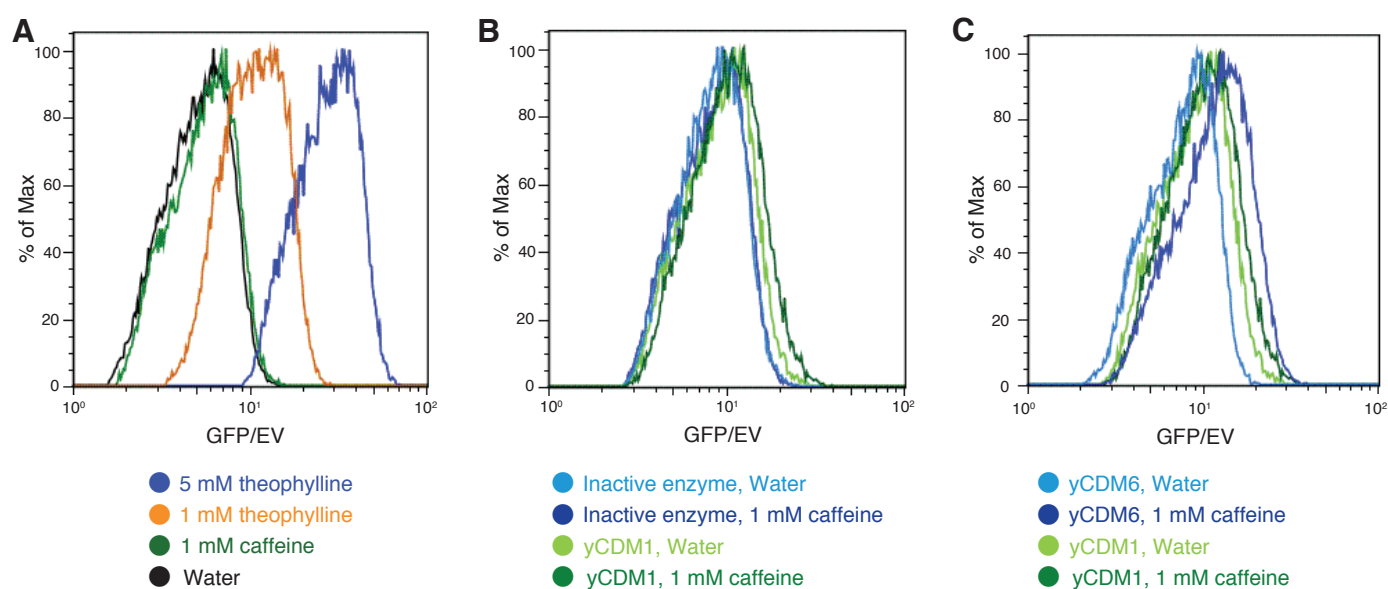 A
100
80
60
40
20
0
% of Max
10⁰
10¹
10²
GFP/EV
5 mM theophylline
1 mM theophylline
1 mM caffeine
Water
B
100
80
60
40
20
0
% of Max
10⁰
10¹
10²
GFP/EV
Inactive enzyme, Water
Inactive enzyme, 1 mM caffeine
yCDM1, Water
yCDM1, 1 mM caffeine
C
100
80
60
40
20
0
% of Max
10⁰
10¹
10²
GFP/EV
yCDM6, Water
yCDM6, 1 mM caffeine
yCDM1, Water
yCDM1, 1 mM caffeine